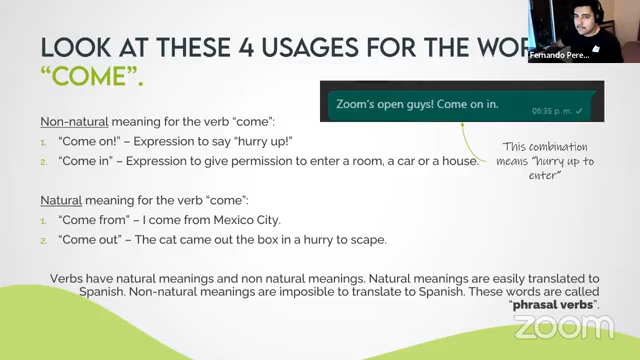 LOOK AT THESE 4 USAGES FOR THE WOR
"COME".
Fernando Pere...
Zoom's open guys! Come on in.
06:35 p. m. ✓
Non-natural meaning for the verb "come":
1. "Come on!" – Expression to say "hurry up!"
2. "Come in" – Expression to give permission to enter a room, a car or a house.
This combination
means "hurry up to
enter"
Natural meaning for the verb "come":
1. "Come from" – I come from Mexico City.
2. "Come out" – The cat came out the box in a hurry to scape.
Verbs have natural meanings and non natural meanings. Natural meanings are easily translated to
Spanish. Non-natural meanings are imposible to translate to Spanish. These words are called
"phrasal verbs".
zoom